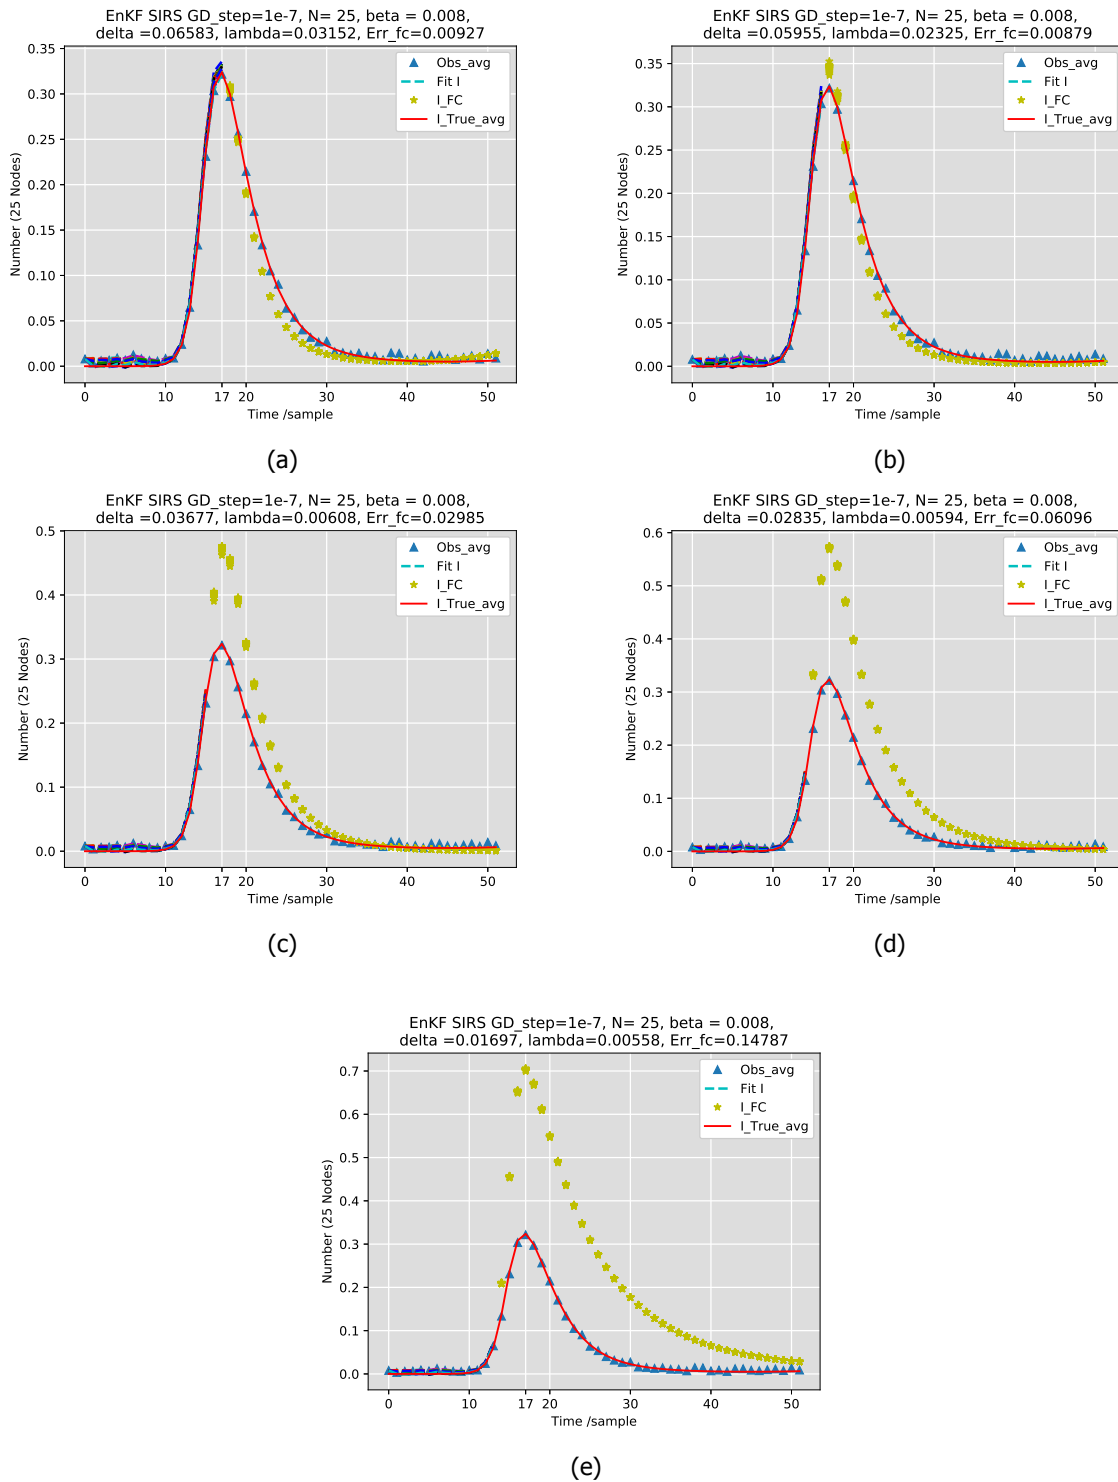 EnKF SIRS GD_step=1e-7, N= 25, beta = 0.008,
delta =0.06583, lambda=0.03152, Err_fc=0.00927
Number (25 Nodes)
0.35
0.30
0.25
0.20
0.15
0.10
0.05
0.00
Obs_avg
Fit I
I_FC
I_True_avg
0 10 17 20 30 40 50
Time /sample
(a)
EnKF SIRS GD_step=1e-7, N= 25, beta = 0.008,
delta =0.05955, lambda=0.02325, Err_fc=0.00879
Number (25 Nodes)
0.35
0.30
0.25
0.20
0.15
0.10
0.05
0.00
Obs_avg
Fit I
I_FC
I_True_avg
0 10 17 20 30 40 50
Time /sample
(b)
EnKF SIRS GD_step=1e-7, N= 25, beta = 0.008,
delta =0.03677, lambda=0.00608, Err_fc=0.02985
Number (25 Nodes)
0.5
0.4
0.3
0.2
0.1
0.0
Obs_avg
Fit I
I_FC
I_True_avg
0 10 17 20 30 40 50
Time /sample
(c)
EnKF SIRS GD_step=1e-7, N= 25, beta = 0.008,
delta =0.02835, lambda=0.00594, Err_fc=0.06096
Number (25 Nodes)
0.6
0.5
0.4
0.3
0.2
0.1
0.0
Obs_avg
Fit I
I_FC
I_True_avg
0 10 17 20 30 40 50
Time /sample
(d)
EnKF SIRS GD_step=1e-7, N= 25, beta = 0.008,
delta =0.01697, lambda=0.00558, Err_fc=0.14787
Number (25 Nodes)
0.7
0.6
0.5
0.4
0.3
0.2
0.1
0.0
Obs_avg
Fit I
I_FC
I_True_avg
0 10 17 20 30 40 50
Time /sample
(e)